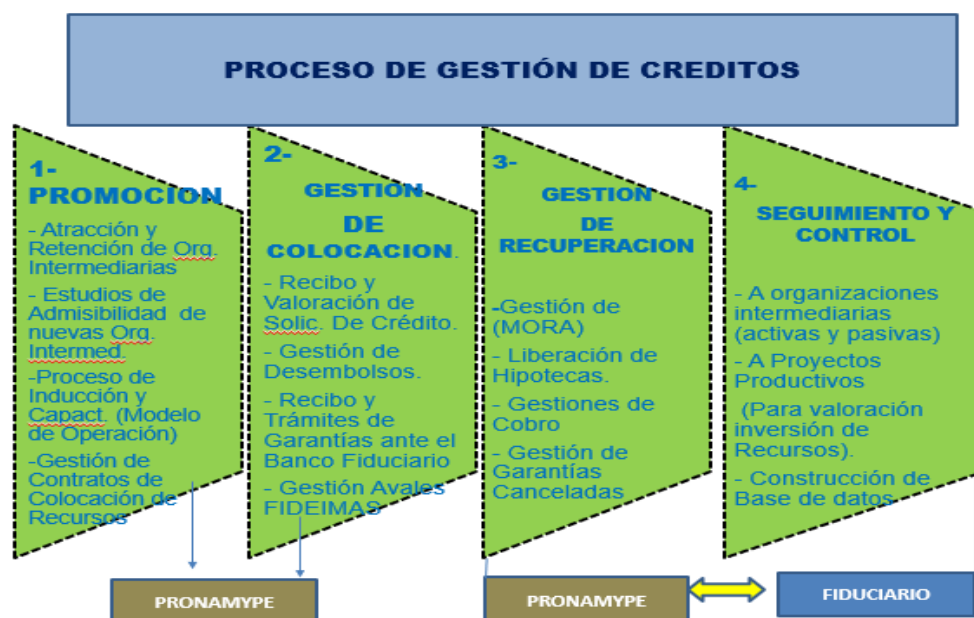 PROCESO DE GESTIÓN DE CREDITOS
1-
PROMOCION
- Atracción y
Retención de Org.
Intermediarias
- Estudios de
Admisibilidad de
nuevas Org.
Intermed.
-Proceso de
Inducción y
Capact. (Modelo
de Operación)
-Gestión de
Contratos de
Colocación de
Recursos
2-
GESTIÓN
DE
COLOCACION.
- Recibo y
Valoración de
Solic. De Crédito.
- Gestión de
Desembolsos.
- Recibo y
Trámites de
Garantías ante el
Banco Fiduciario
- Gestión Avales
FIDEIMAS
3-
GESTION
DE
RECUPERACION
-Gestión de
(MORA)
- Liberación de
Hipotecas.
- Gestiones de
Cobro
- Gestión de
Garantías
Canceladas
4-
SEGUIMIENTO Y
CONTROL
- A organizaciones
intermediarias
(activas y pasivas)
- A Proyectos
Productivos
(Para valoración
inversión de
Recursos).
- Construcción de
Base de datos
PRONAMYPE
PRONAMYPE
FIDUCIARIO